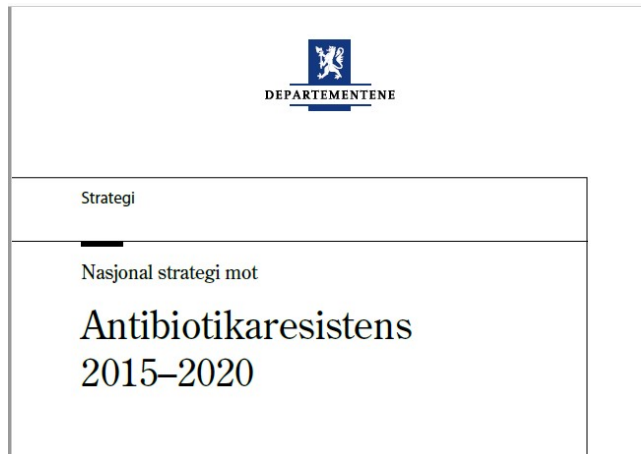 DEPARTEMENTENE
Strategi
Nasjonal strategi mot
Antibiotikaresistens
2015–2020